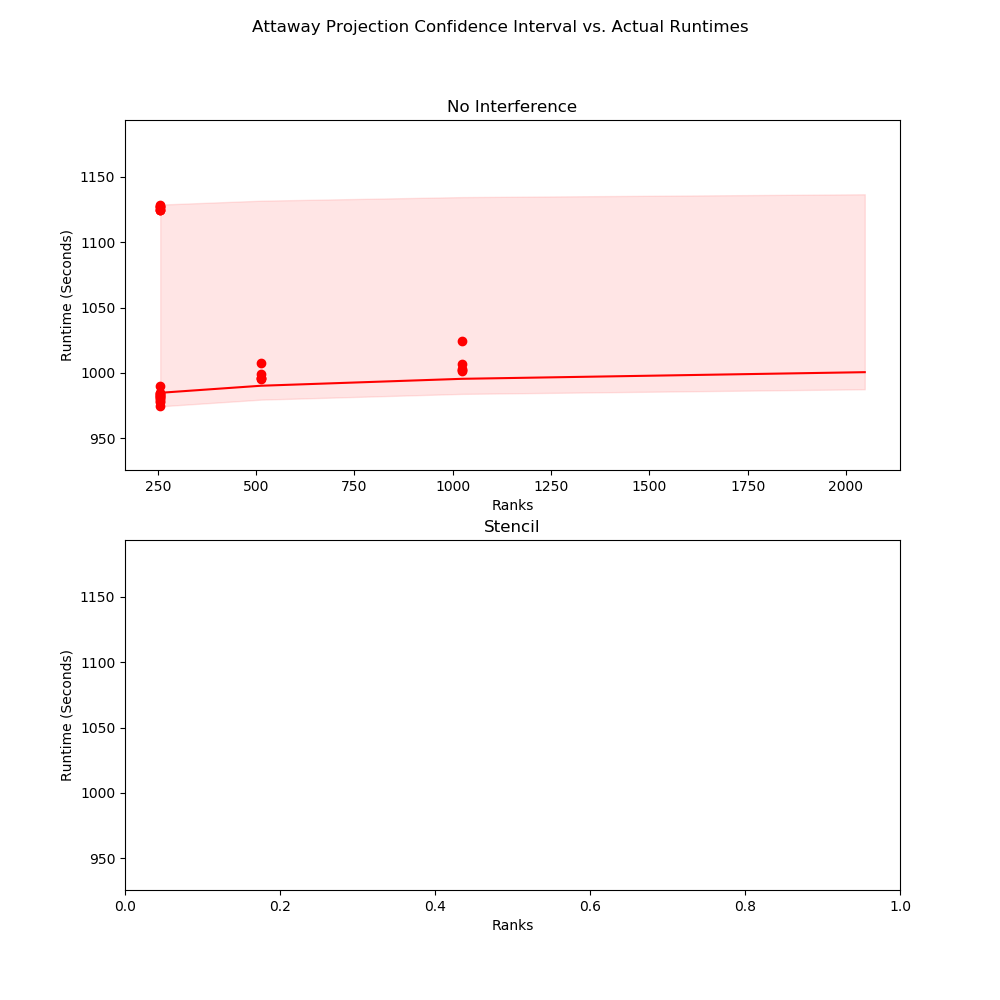 Attaway Projection Confidence Interval vs. Actual Runtimes
No Interference
1150
1100
1050
1000
950
Runtime (Seconds)
250 500 750 1000 1250 1500 1750 2000
Ranks
Stencil
1150
1100
1050
1000
950
Runtime (Seconds)
0.0 0.2 0.4 0.6 0.8 1.0
Ranks